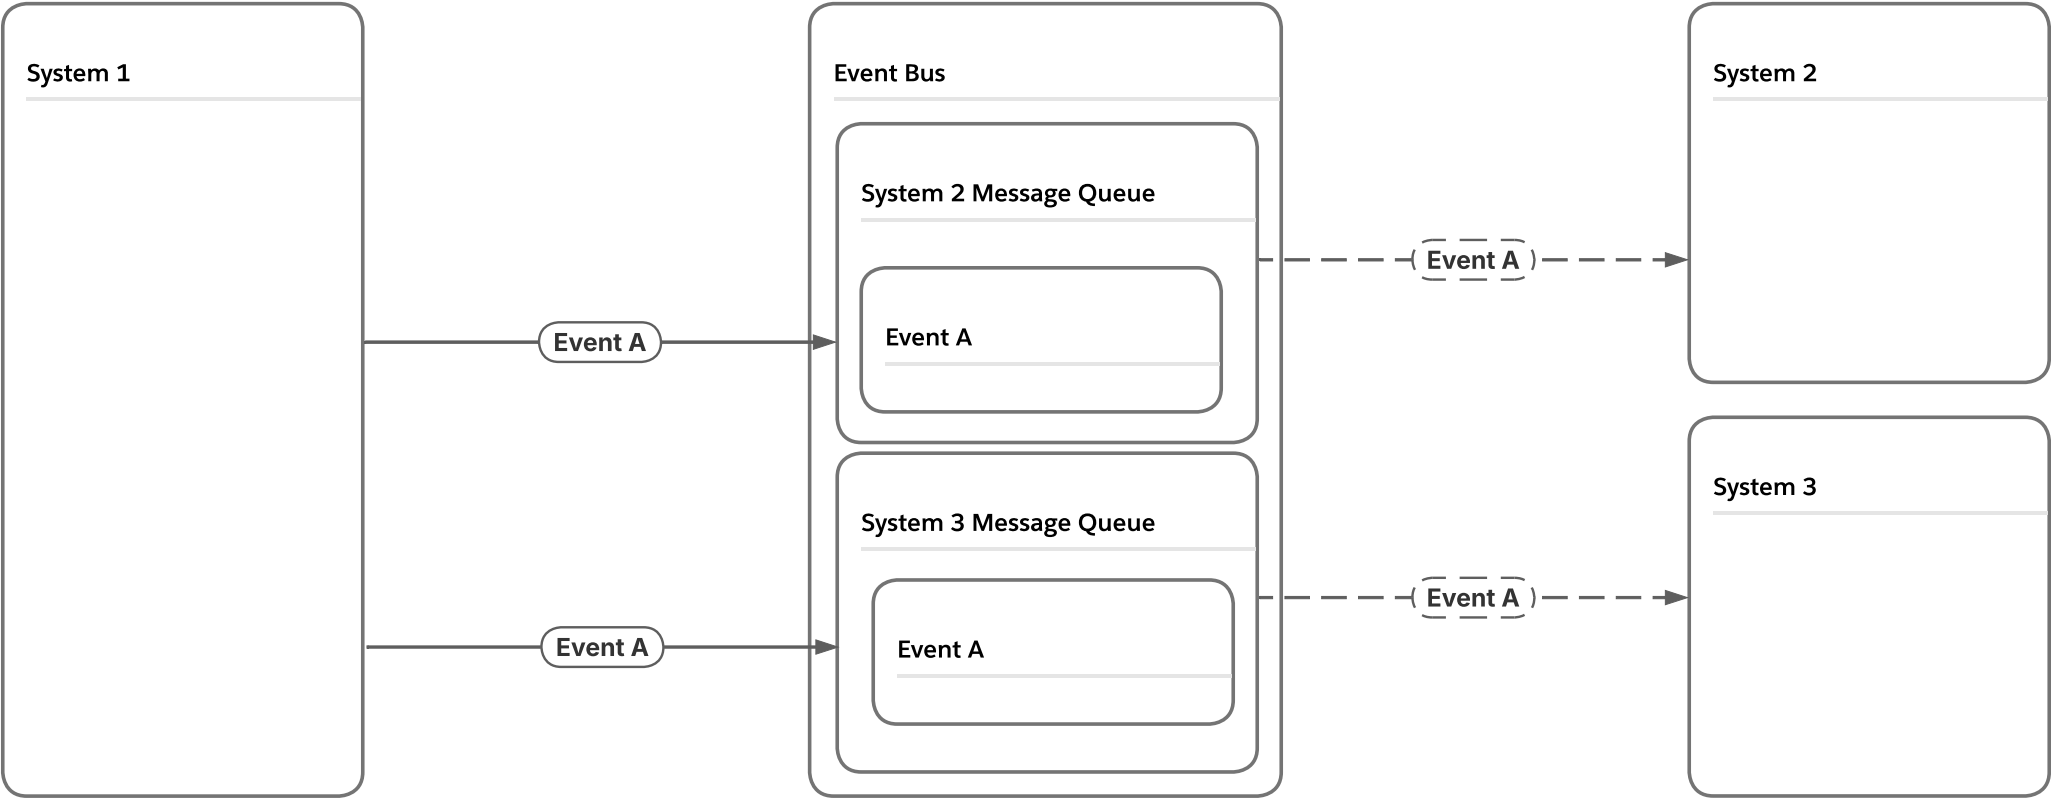 System 1
Event A
Event A
Event Bus
System 2 Message Queue
Event A
System 3 Message Queue
Event A
Event A
Event A
System 2
System 3